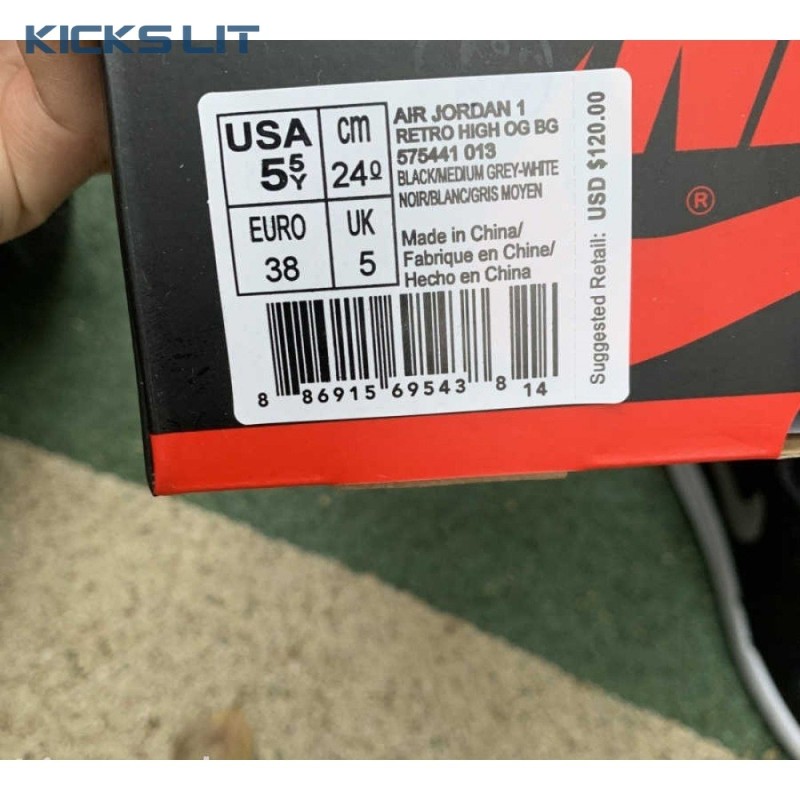 KICKS LIT
USA
5 5
Y
cm
24.0
EURO
38
UK
5
AIR JORDAN 1
RETRO HIGH OG BG
575441 013
BLACK/MEDIUM GREY-WHITE
NOIR/BLANC/GRIS MOYEN
Made in China/
Fabrique en Chine/
Hecho en China
8 86915 69543 8 14
Suggested Retail: USD $120.00
®